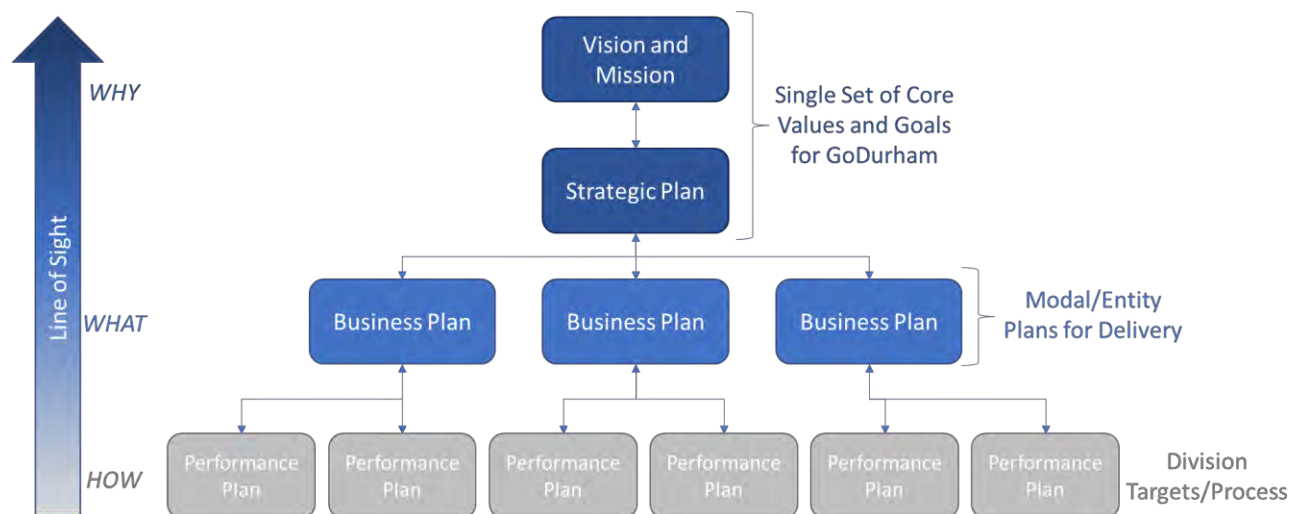 WHY
Vision and
Mission
Single Set of Core
Values and Goals
for GoDurham
Strategic Plan
Line of Sight
WHAT
Business Plan
Business Plan
Business Plan
Modal/Entity
Plans for Delivery
HOW
Performance
Plan
Performance
Plan
Performance
Plan
Performance
Plan
Performance
Plan
Performance
Plan
Division
Targets/Process